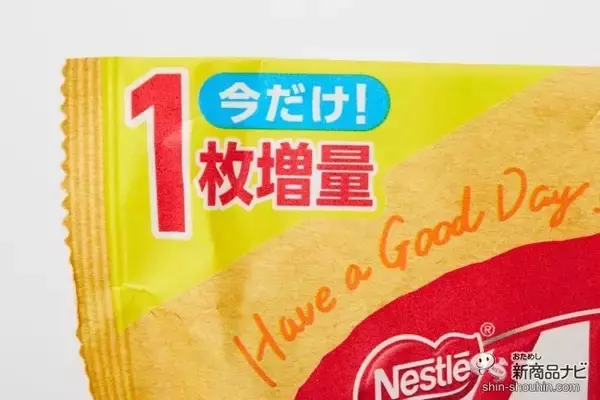 今だけ!
1枚増量
Have a Good Day
Nestlé®
おためし
新商品ナビ
shin-shouhin.com